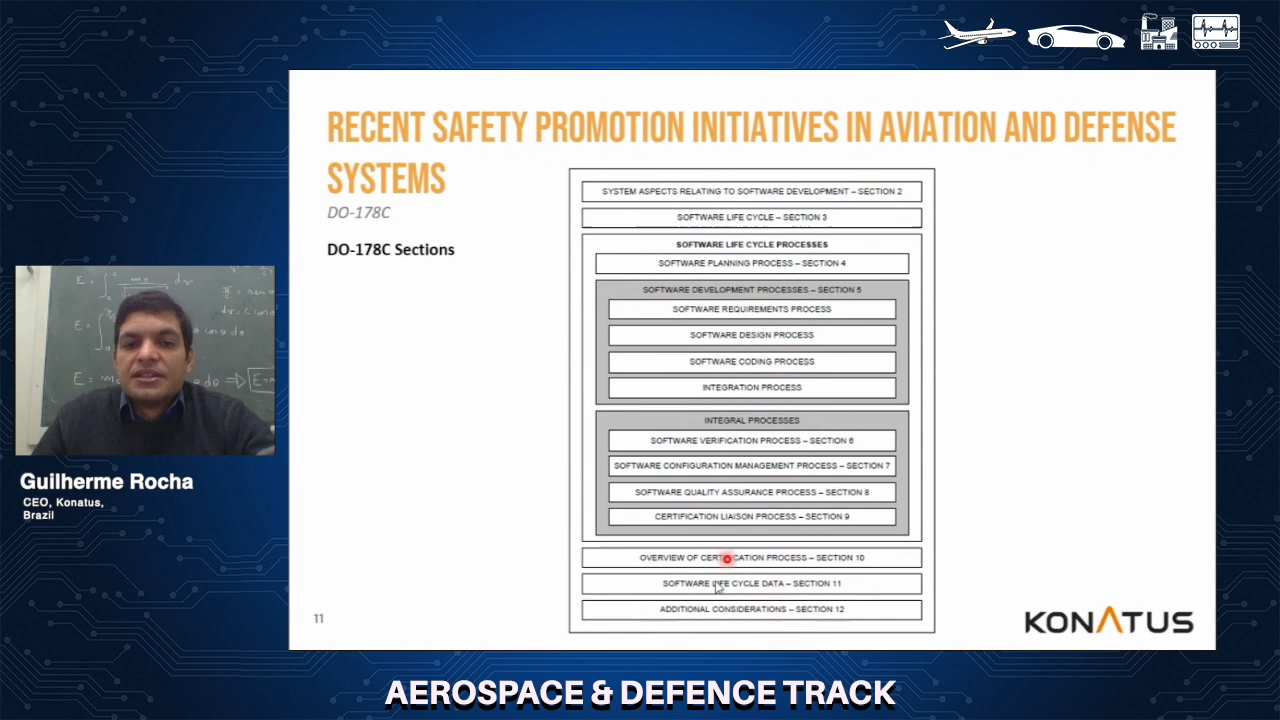 RECENT SAFETY PROMOTION INITIATIVES IN AVIATION AND DEFENSE
SYSTEMS
DO-178C
DO-178C Sections
SYSTEM ASPECTS RELATING TO SOFTWARE DEVELOPMENT – SECTION 2
SOFTWARE LIFE CYCLE – SECTION 3
SOFTWARE LIFE CYCLE PROCESSES
SOFTWARE PLANNING PROCESS – SECTION 4
SOFTWARE DEVELOPMENT PROCESSES – SECTION 5
SOFTWARE REQUIREMENTS PROCESS
SOFTWARE DESIGN PROCESS
SOFTWARE CODING PROCESS
INTEGRATION PROCESS
INTEGRAL PROCESSES
SOFTWARE VERIFICATION PROCESS – SECTION 6
SOFTWARE CONFIGURATION MANAGEMENT PROCESS – SECTION 7
SOFTWARE QUALITY ASSURANCE PROCESS – SECTION 8
CERTIFICATION LIAISON PROCESS – SECTION 9
OVERVIEW OF CERTIFICATION PROCESS – SECTION 10
SOFTWARE LIFE CYCLE DATA – SECTION 11
ADDITIONAL CONSIDERATIONS – SECTION 12
11
KONATUS
Guilherme Rocha
CEO, Konatus,
Brazil
AEROSPACE & DEFENCE TRACK